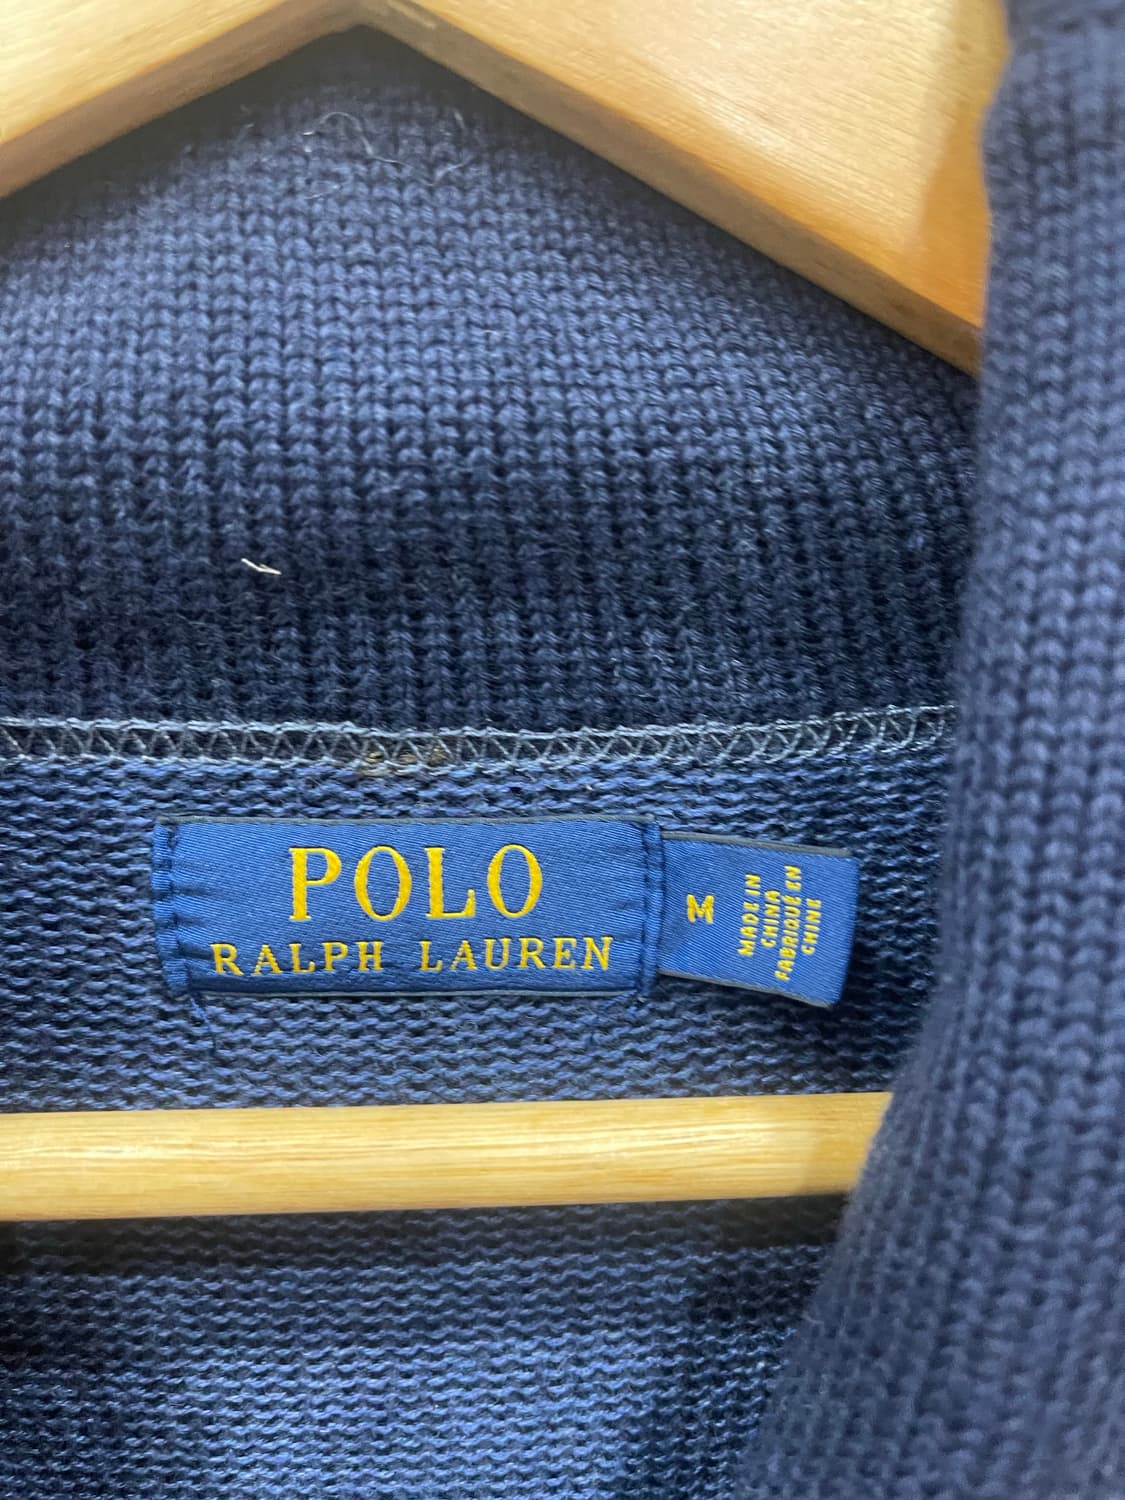 POLO
RALPH LAUREN
M
MADE IN
CHINA
FABRIQUÉ EN
CHINE